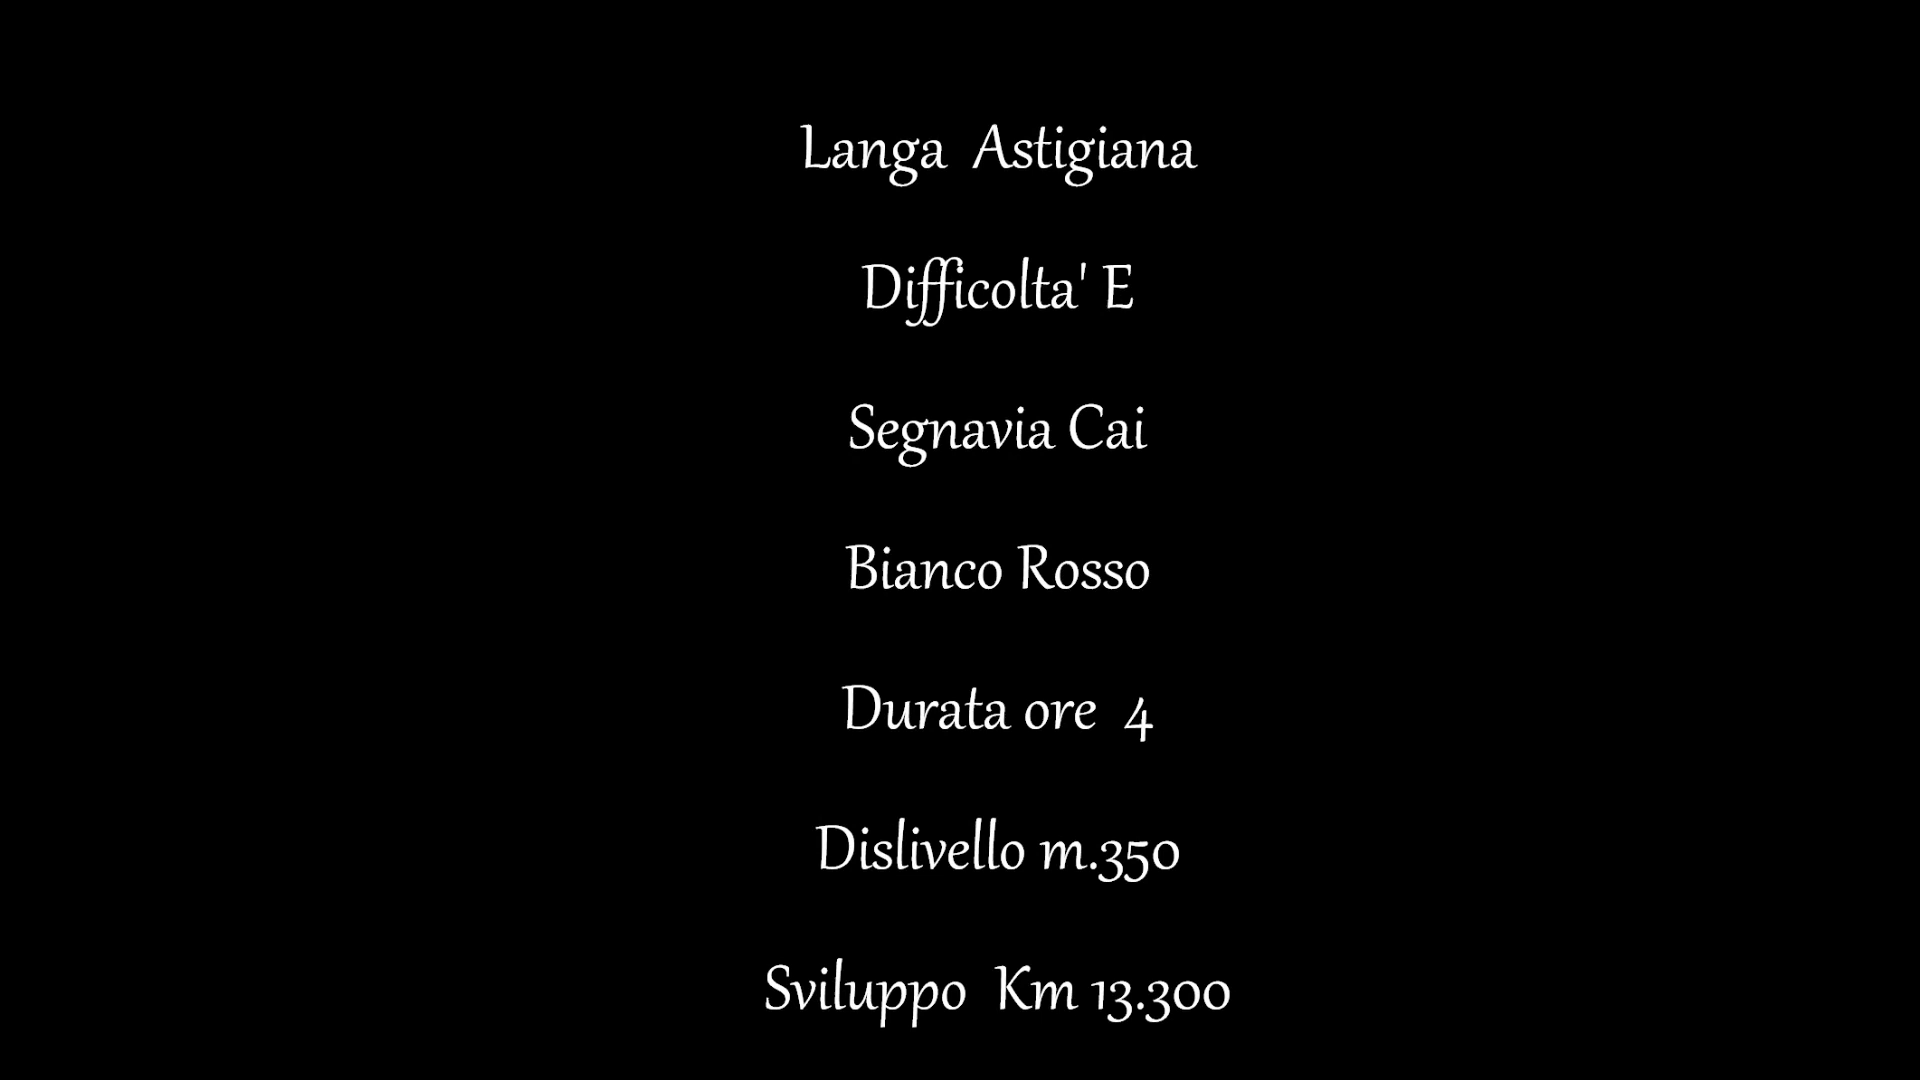 Langa Astigiana
Difficolta' E
Segnavia Cai
Bianco Rosso
Durata ore 4
Dislivello m.350
Sviluppo Km 13.300